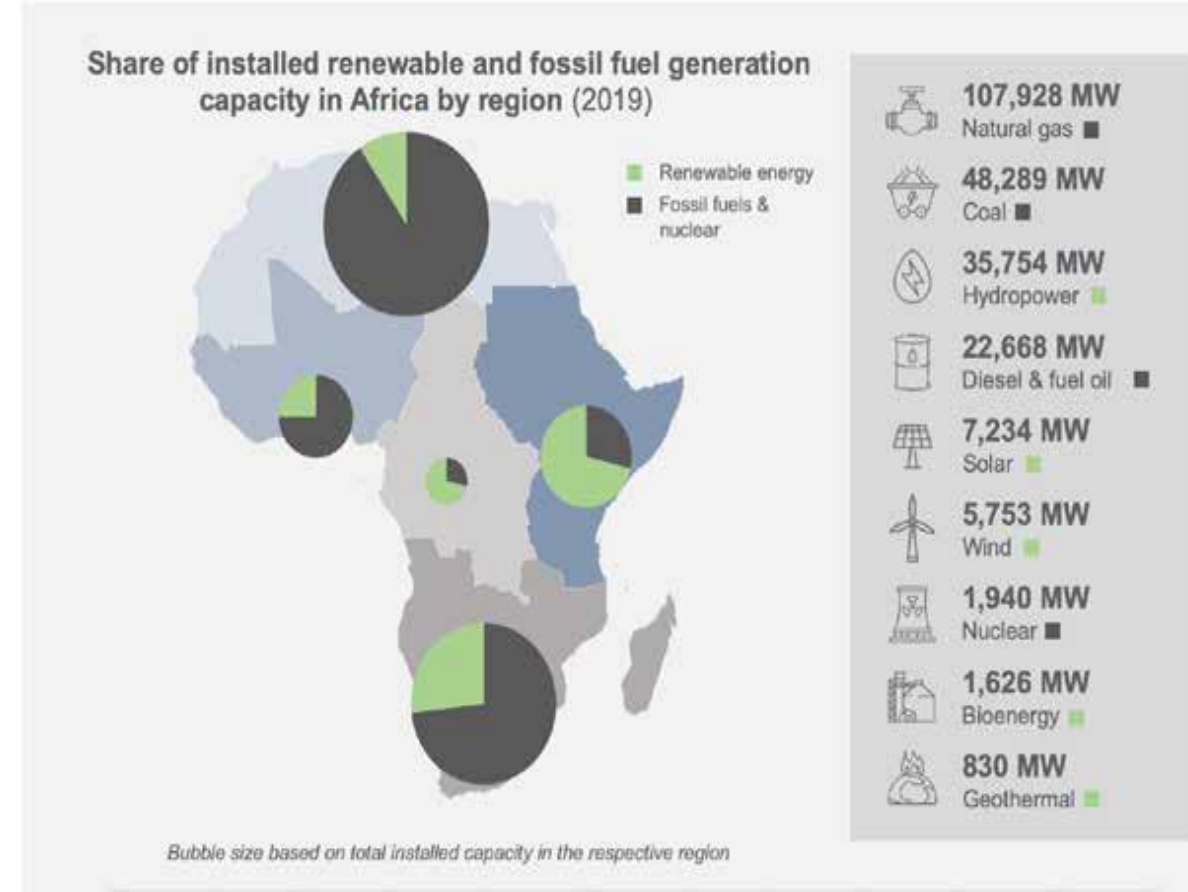 Share of installed renewable and fossil fuel generation
capacity in Africa by region (2019)
Renewable energy
Fossil fuels &
nuclear
107,928 MW
Natural gas
48,289 MW
Coal
35,754 MW
Hydropower
22,668 MW
Diesel & fuel oil
7,234 MW
Solar
5,753 MW
Wind
1,940 MW
Nuclear
1,626 MW
Bioenergy
830 MW
Geothermal
Bubble size based on total installed capacity in the respective region